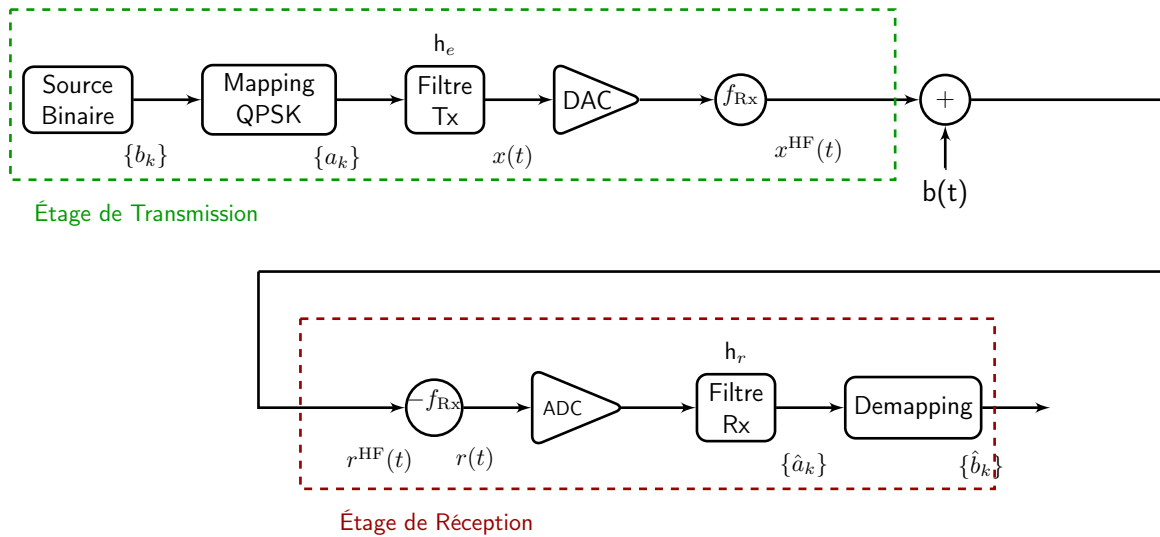 h_e
Source
Binaire
Mapping
QPSK
Filtre
Tx
DAC
f_Rx
+
{b_k}
{a_k}
x(t)
x^HF(t)
b(t)
Étage de Transmission
h_r
−f_Rx
ADC
Filtre
Rx
Demapping
r^HF(t)
r(t)
{â_k}
{b̂_k}
Étage de Réception